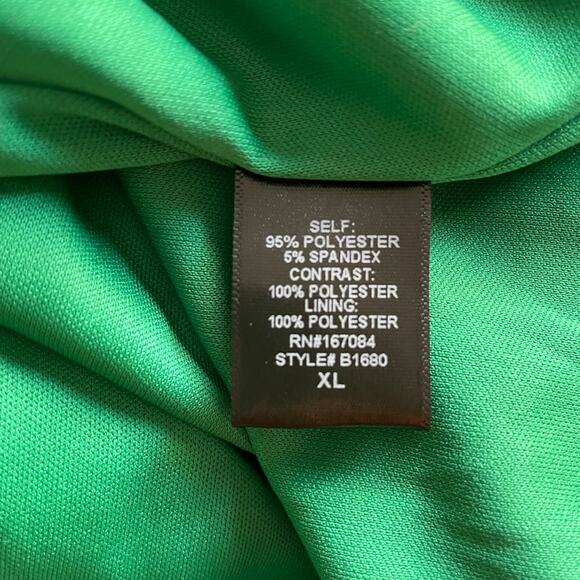 SELF:
95% POLYESTER
5% SPANDEX
CONTRAST:
100% POLYESTER
LINING:
100% POLYESTER
RN#167084
STYLE# B1680
XL